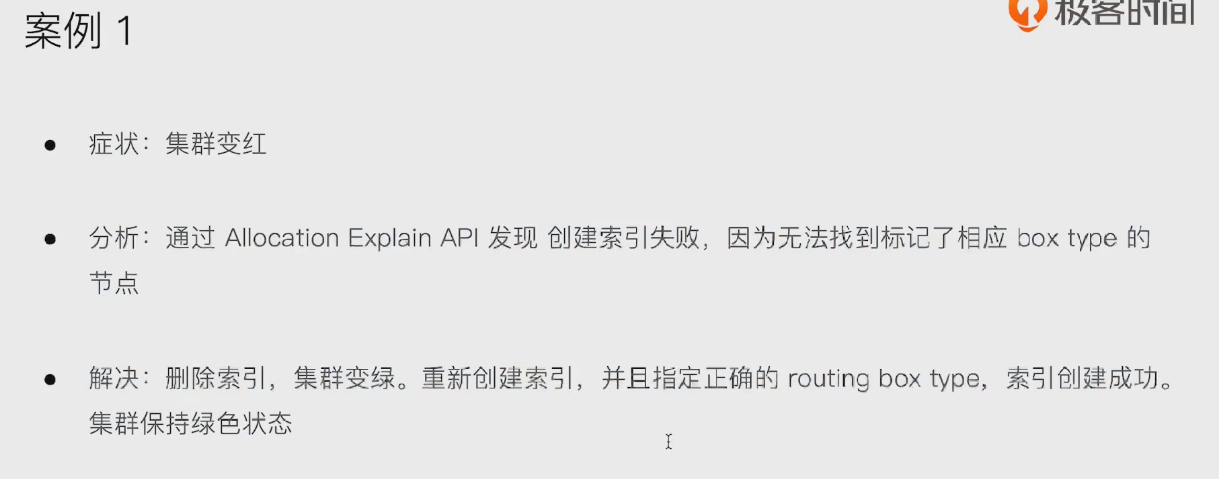 极客时间
案例 1
● 症状：集群变红
● 分析：通过 Allocation Explain API 发现 创建索引失败，因为无法找到标记了相应 box type 的
节点
● 解决：删除索引，集群变绿。重新创建索引，并且指定正确的 routing box type，索引创建成功。
集群保持绿色状态